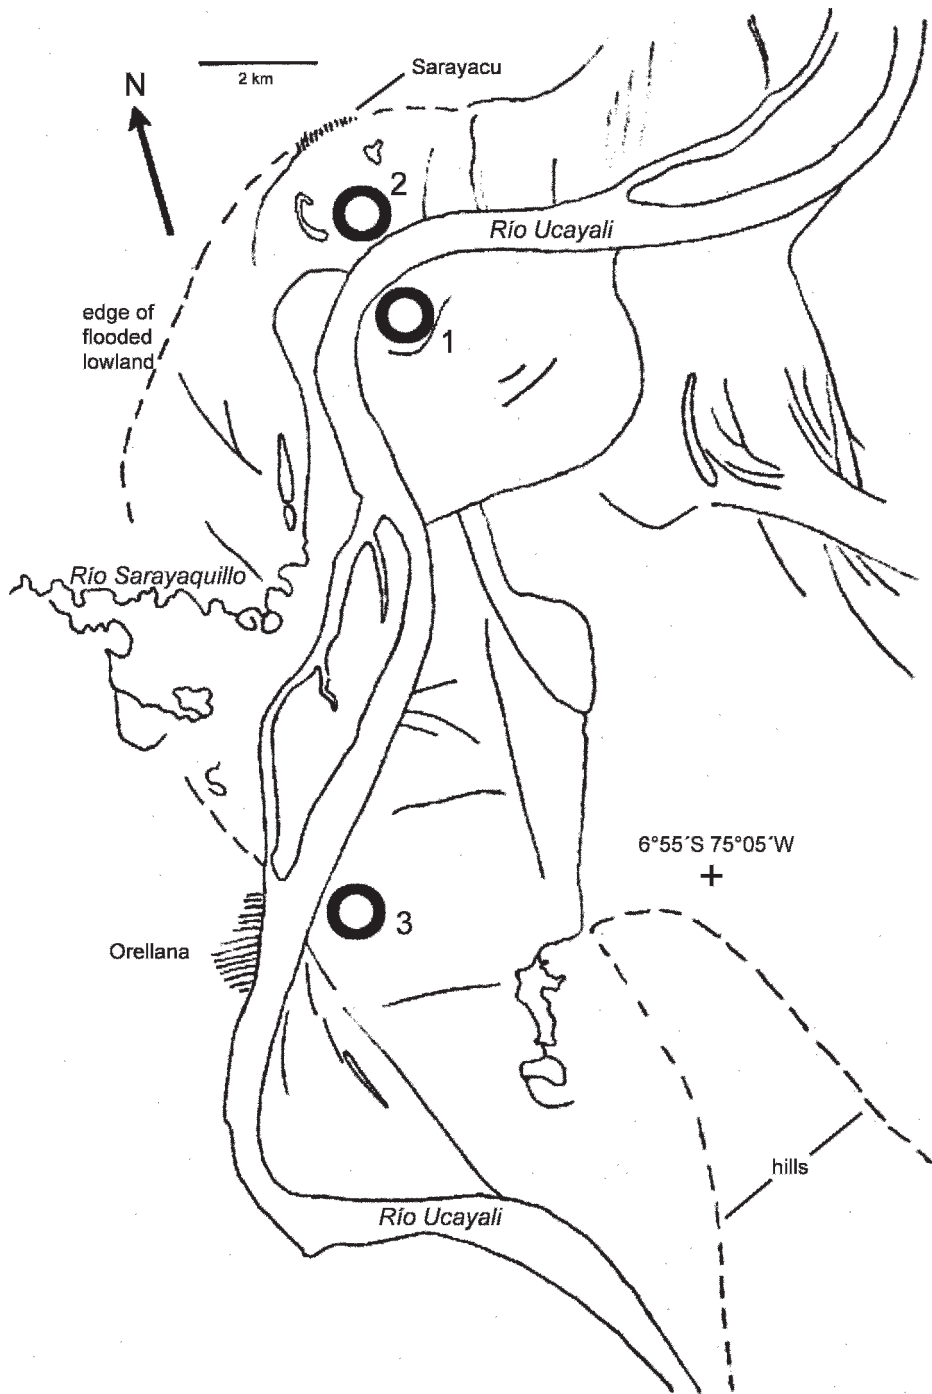 Sarayacu
2 km
N
2
Río Ucayali
edge of
flooded
lowland
1
Río Sarayaquillo
6°55´S 75°05´W
+
3
Orellana
hills
Río Ucayali